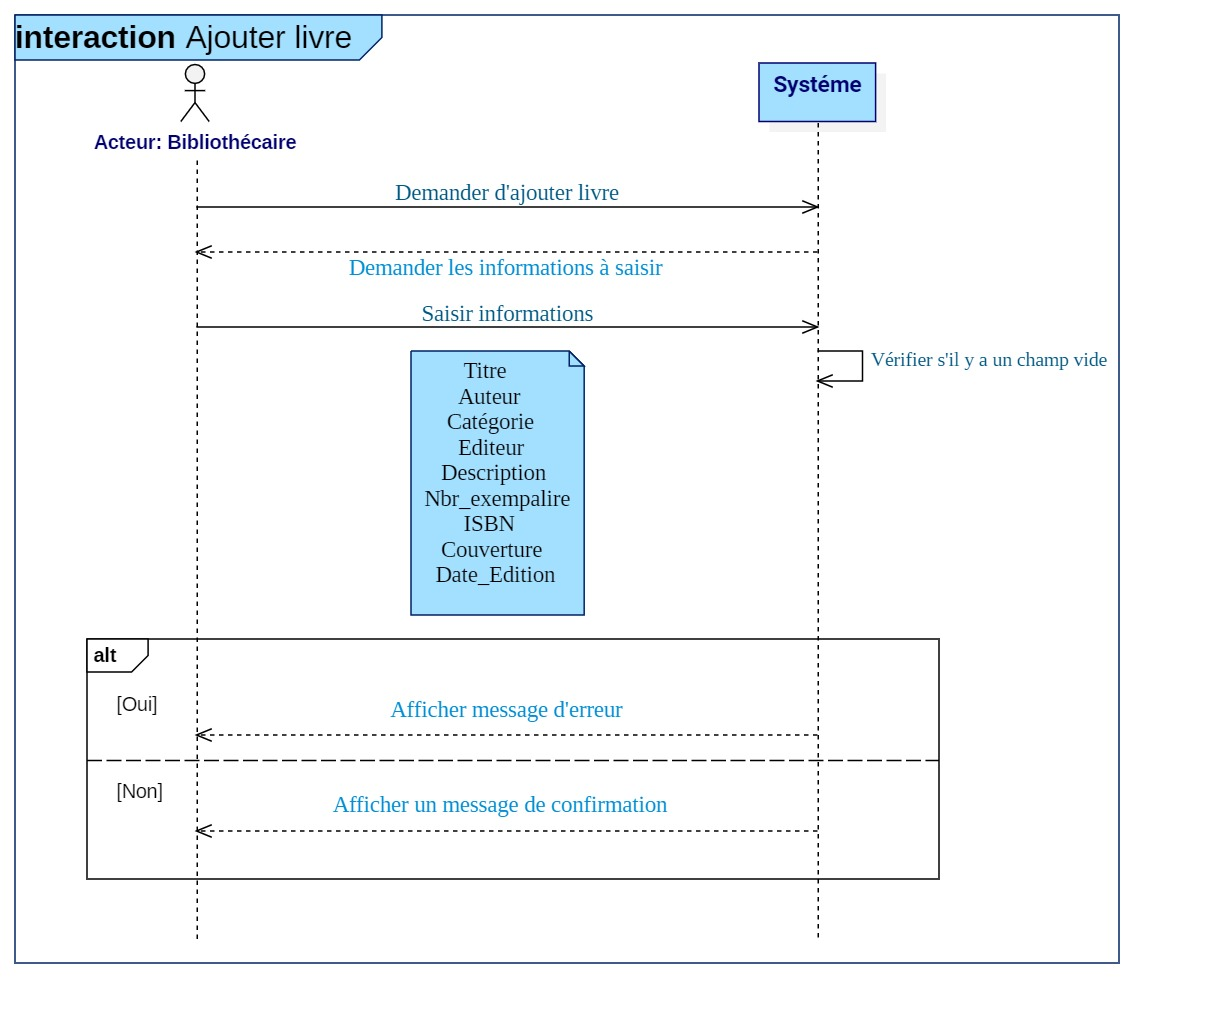 interaction Ajouter livre
Systéme
Acteur: Bibliothécaire
Demander d'ajouter livre
Demander les informations à saisir
Saisir informations
Vérifier s'il y a un champ vide
Titre
Auteur
Catégorie
Editeur
Description
Nbr_exempalire
ISBN
Couverture
Date_Edition
alt
[Oui]
Afficher message d'erreur
[Non]
Afficher un message de confirmation